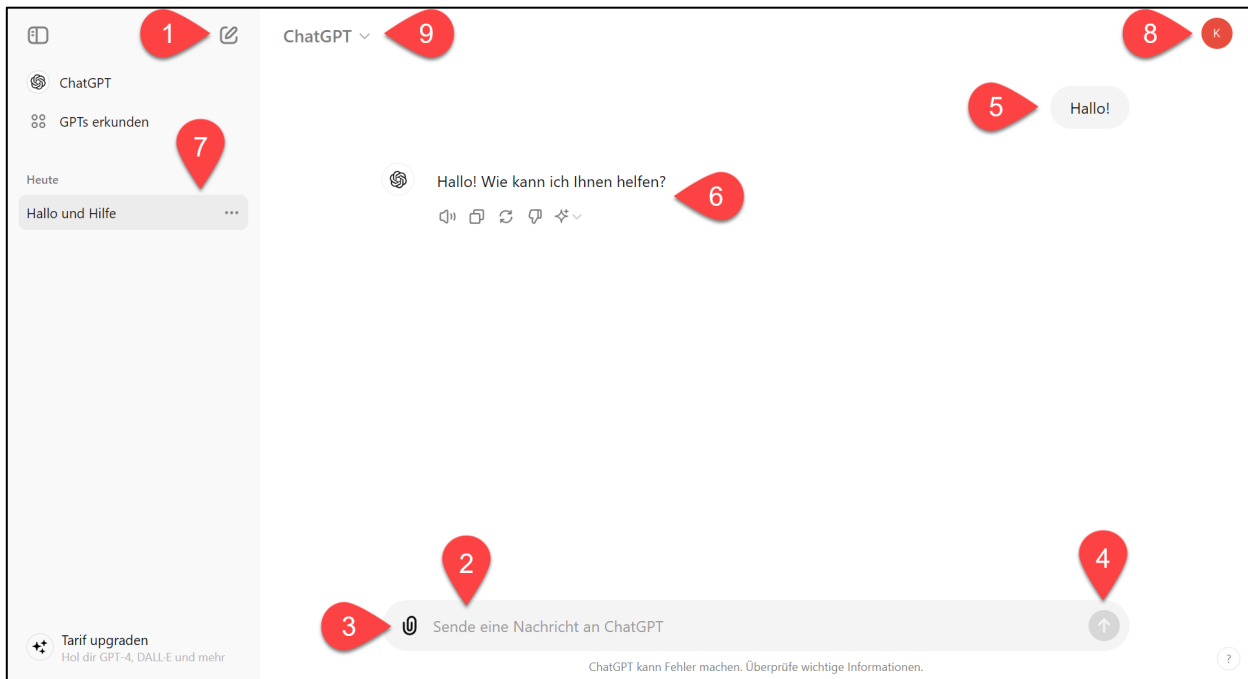 1
ChatGPT
9
8
K
ChatGPT
5
Hallo!
GPTs erkunden
7
Heute
Hallo! Wie kann ich Ihnen helfen?
6
Hallo und Hilfe
2
4
3
Sende eine Nachricht an ChatGPT
Tarif upgraden
Hol dir GPT-4, DALL·E und mehr
ChatGPT kann Fehler machen. Überprüfe wichtige Informationen.
?